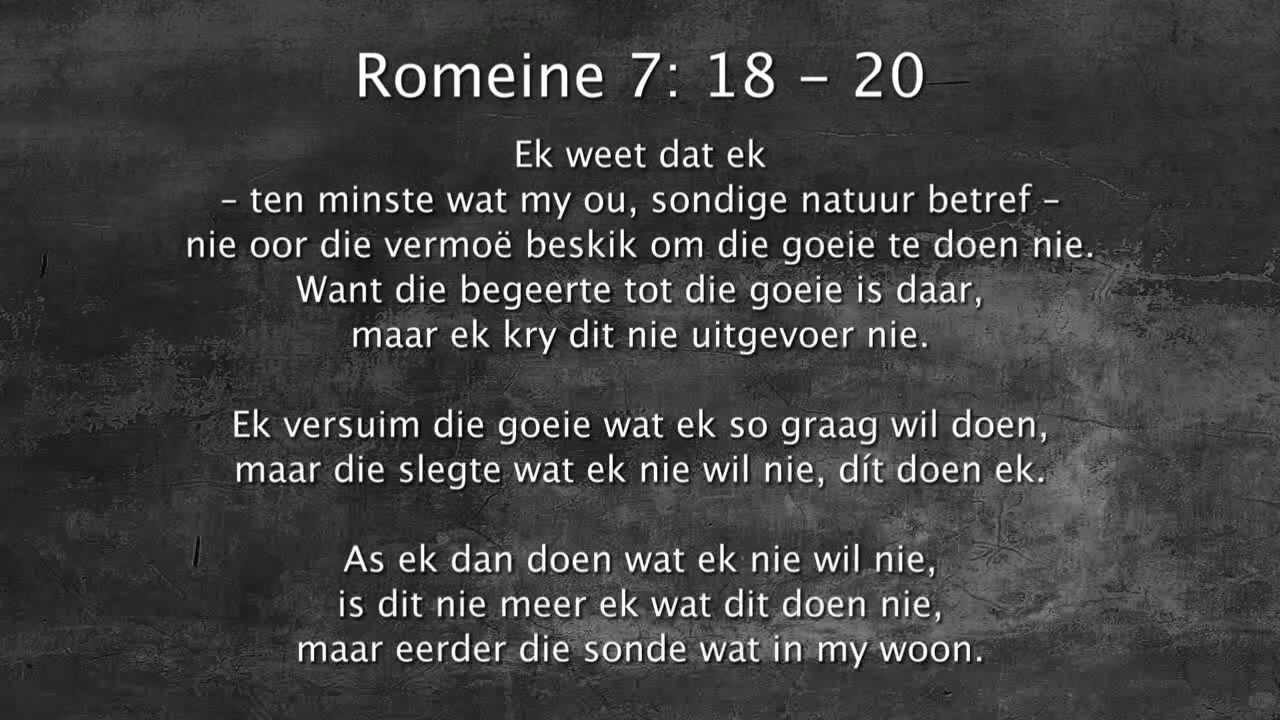 Romeine 7: 18 – 20
Ek weet dat ek
– ten minste wat my ou, sondige natuur betref –
nie oor die vermoë beskik om die goeie te doen nie.
Want die begeerte tot die goeie is daar,
maar ek kry dit nie uitgevoer nie.
Ek versuim die goeie wat ek so graag wil doen,
maar die slegte wat ek nie wil nie, dít doen ek.
As ek dan doen wat ek nie wil nie,
is dit nie meer ek wat dit doen nie,
maar eerder die sonde wat in my woon.